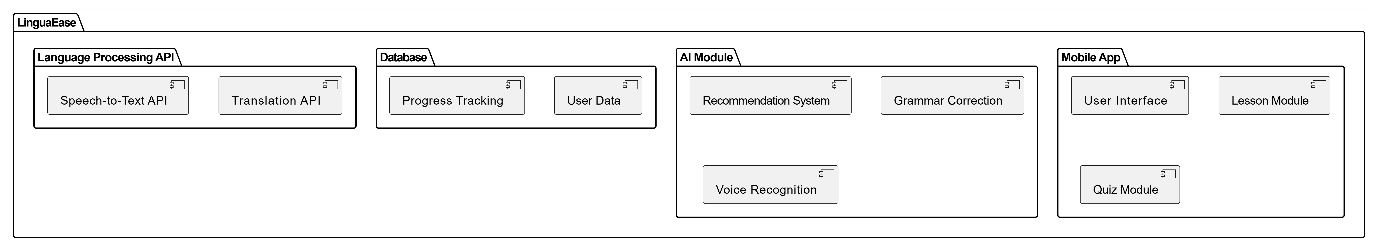 LinguaEase
Language Processing API
Speech-to-Text API
Translation API
Database
Progress Tracking
User Data
AI Module
Recommendation System
Grammar Correction
Voice Recognition
Mobile App
User Interface
Lesson Module
Quiz Module